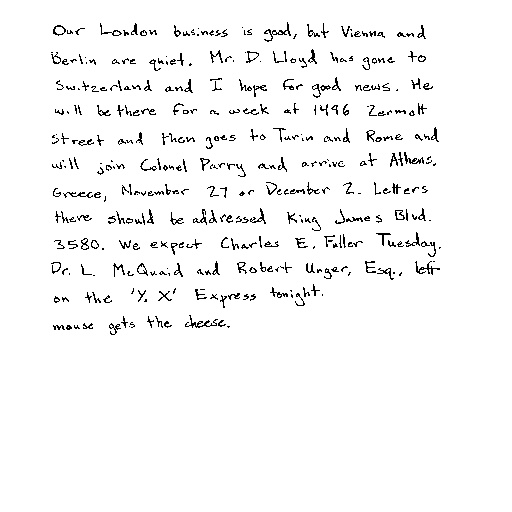 Our London business is good, but Vienna and
Berlin are quiet. Mr. D. Lloyd has gone to
Switzerland and I hope for good news. He
will be there for a week at 1496 Zermott
Street and then goes to Turin and Rome and
will join Colonel Parry and arrive at Athens,
Greece, November 27 or December 2. Letters
there should be addressed King James Blvd.
3580. We expect Charles E. Fuller Tuesday.
Dr. L. McQuaid and Robert Unger, Esq., left
on the '% X' Express tonight.
mouse gets the cheese.